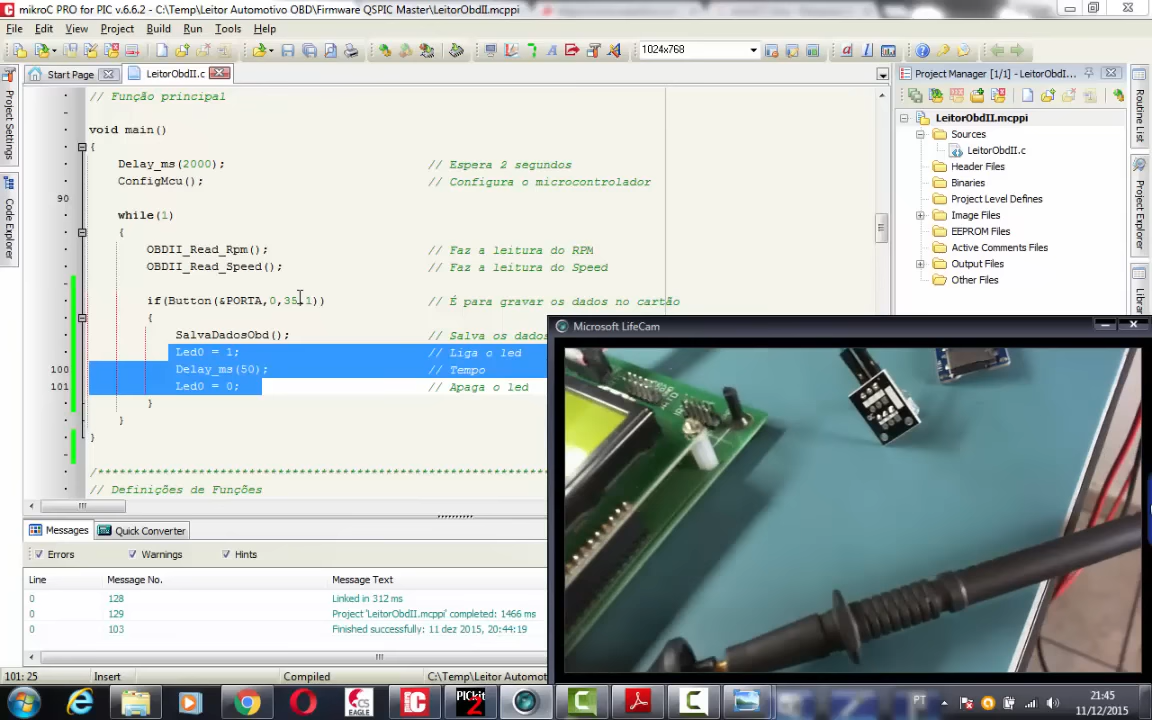 mikroC PRO for PIC v.6.6.2 - C:\Temp\Leitor Automotivo OBD\Firmware QSPIC Master\LeitorObdII.mcppi
File Edit View Project Build Run Tools Help
1024x768
Start Page
LeitorObdII.c
Project Manager [1/1] - LeitorObdI...
Project Settings
Code Explorer
Routine List
Project Explorer
Library
// Função principal
void main()
{
Delay_ms(2000); // Espera 2 segundos
ConfigMcu(); // Configura o microcontrolador
90
while(1)
{
OBDII_Read_Rpm(); // Faz a leitura do RPM
OBDII_Read_Speed(); // Faz a leitura do Speed
if(Button(&PORTA,0,35,1)) // É para gravar os dados no cartão
{
SalvaDadosObd(); // Salva os dados
Led0 = 1; // Liga o led
100 Delay_ms(50); // Tempo
101 Led0 = 0; // Apaga o led
}
}
}
/***************************************************************
// Definições de Funções
LeitorObdII.mcppi
Sources
LeitorObdII.c
Header Files
Binaries
Project Level Defines
Image Files
EEPROM Files
Active Comments Files
Output Files
Other Files
Microsoft LifeCam
Messages
Quick Converter
Errors Warnings Hints
Line Message No. Message Text
0 128 Linked in 312 ms
0 129 Project 'LeitorObdII.mcppi' completed: 1466 ms
0 103 Finished successfully: 11 dez 2015, 20:44:19
101: 25 Insert Compiled C:\Temp\Leitor Automot
CS
EAGLE
PICkit
2
PT
21:45
11/12/2015